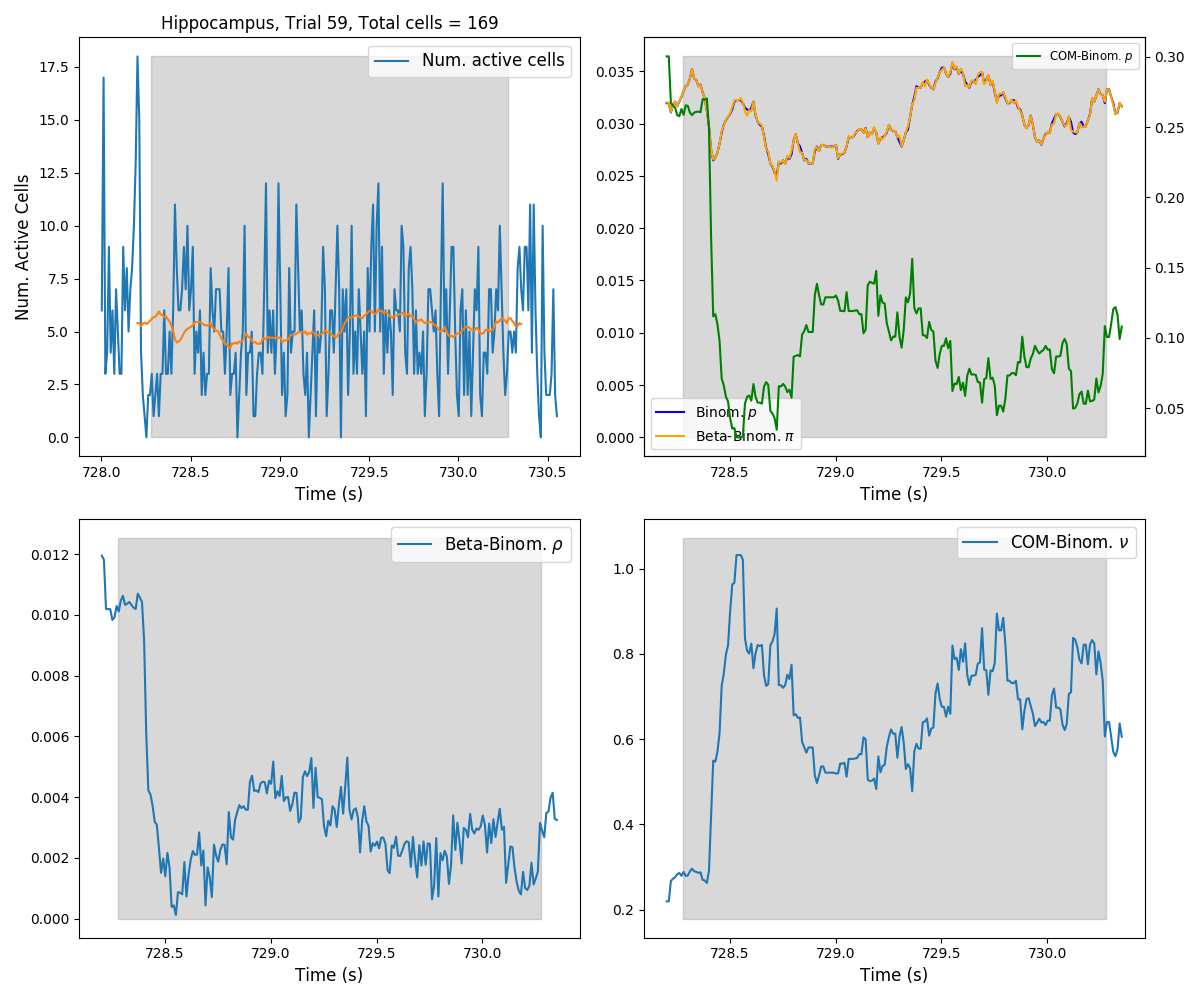 Hippocampus, Trial 59, Total cells = 169
Num. Active Cells
17.5
15.0
12.5
10.0
7.5
5.0
2.5
0.0
Num. active cells
728.0 728.5 729.0 729.5 730.0 730.5
Time (s)
0.035
0.030
0.025
0.020
0.015
0.010
0.005
0.000
COM-Binom. p
0.30
0.25
0.20
0.15
0.10
0.05
Binom. p
Beta-Binom. π
728.5 729.0 729.5 730.0
Time (s)
0.012
0.010
0.008
0.006
0.004
0.002
0.000
Beta-Binom. ρ
728.5 729.0 729.5 730.0
Time (s)
1.0
0.8
0.6
0.4
0.2
COM-Binom. ν
728.5 729.0 729.5 730.0
Time (s)